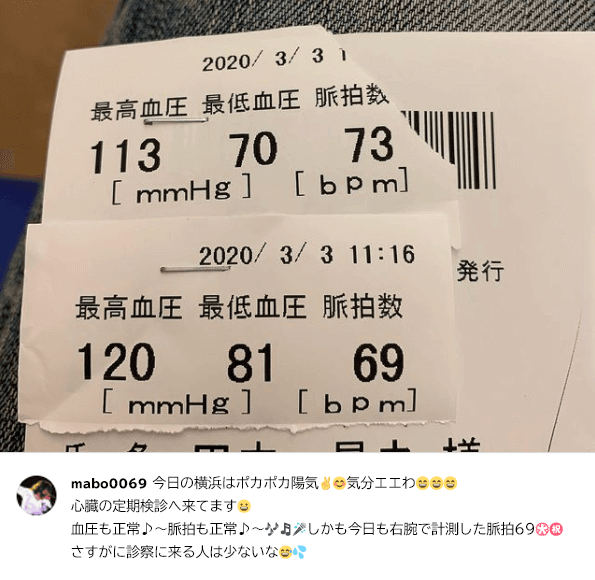 2020/ 3/ 3 1
最高血圧 最低血圧 脈拍数
113 70 73
[ mmHg ] [ bpm]
2020/ 3/ 3 11:16
発行
最高血圧 最低血圧 脈拍数
120 81 69
[ mmHg ] [ bpm]
様
mabo0069 今日の横浜はポカポカ陽気✌😊気分エエわ😄😄😄
心臓の定期検診へ来てます😄
血圧も正常♪〜脈拍も正常♪〜🎶🎵🎤しかも今日も右腕で計測した脈拍69💮㊗
さすがに診察に来る人は少ないな😅💦